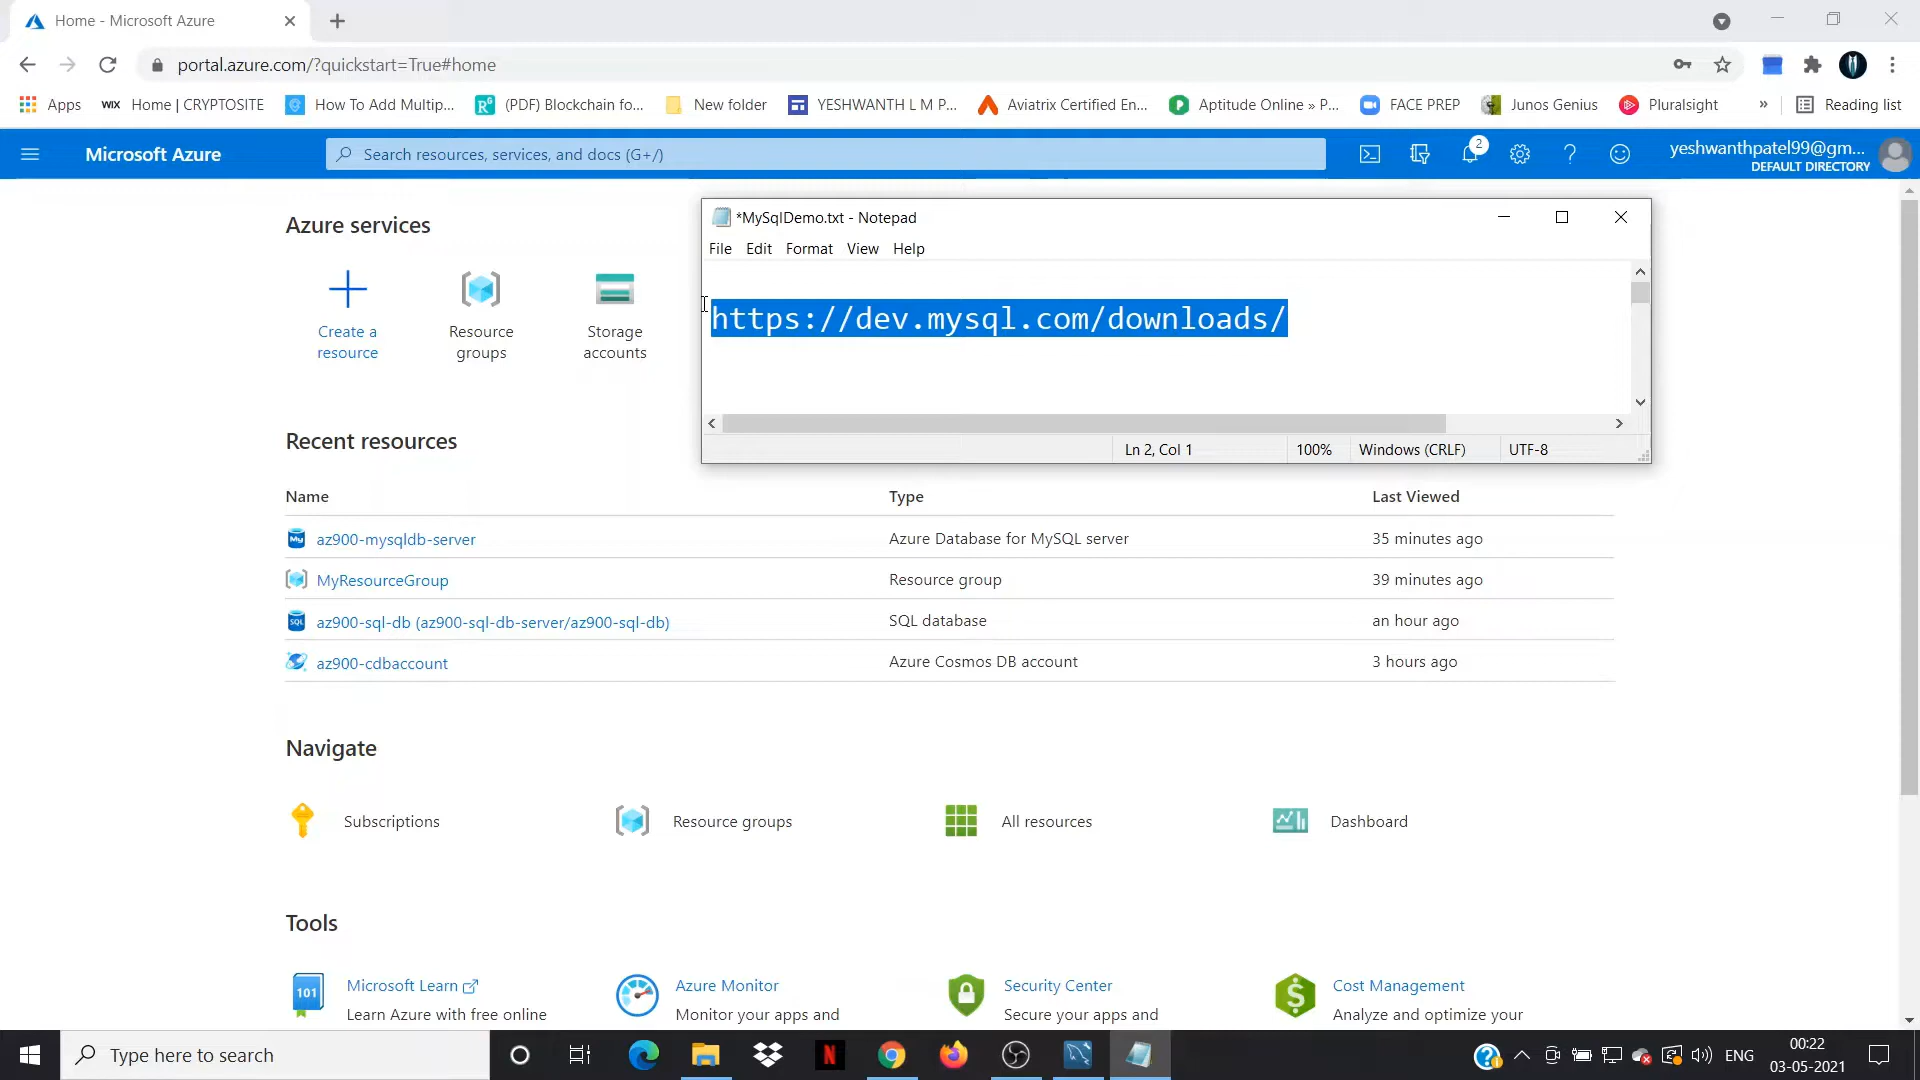 Home - Microsoft Azure
portal.azure.com/?quickstart=True#home
Apps
WIX Home | CRYPTOSITE
How To Add Multip...
RG (PDF) Blockchain fo...
New folder
YESHWANTH L M P...
Aviatrix Certified En...
Aptitude Online » P...
FACE PREP
Junos Genius
Pluralsight
»
Reading list
Microsoft Azure
Search resources, services, and docs (G+/)
2
yeshwanthpatel99@gm...
DEFAULT DIRECTORY
Azure services
Create a
resource
Resource
groups
Storage
accounts
*MySqlDemo.txt - Notepad
File Edit Format View Help
https://dev.mysql.com/downloads/
Ln 2, Col 1 100% Windows (CRLF) UTF-8
Recent resources
Name Type Last Viewed
My az900-mysqldb-server Azure Database for MySQL server 35 minutes ago
MyResourceGroup Resource group 39 minutes ago
SQL az900-sql-db (az900-sql-db-server/az900-sql-db) SQL database an hour ago
az900-cdbaccount Azure Cosmos DB account 3 hours ago
Navigate
Subscriptions Resource groups All resources Dashboard
Tools
101
Microsoft Learn
Learn Azure with free online
Azure Monitor
Monitor your apps and
Security Center
Secure your apps and
$
Cost Management
Analyze and optimize your
Type here to search
N
ENG
00:22
03-05-2021